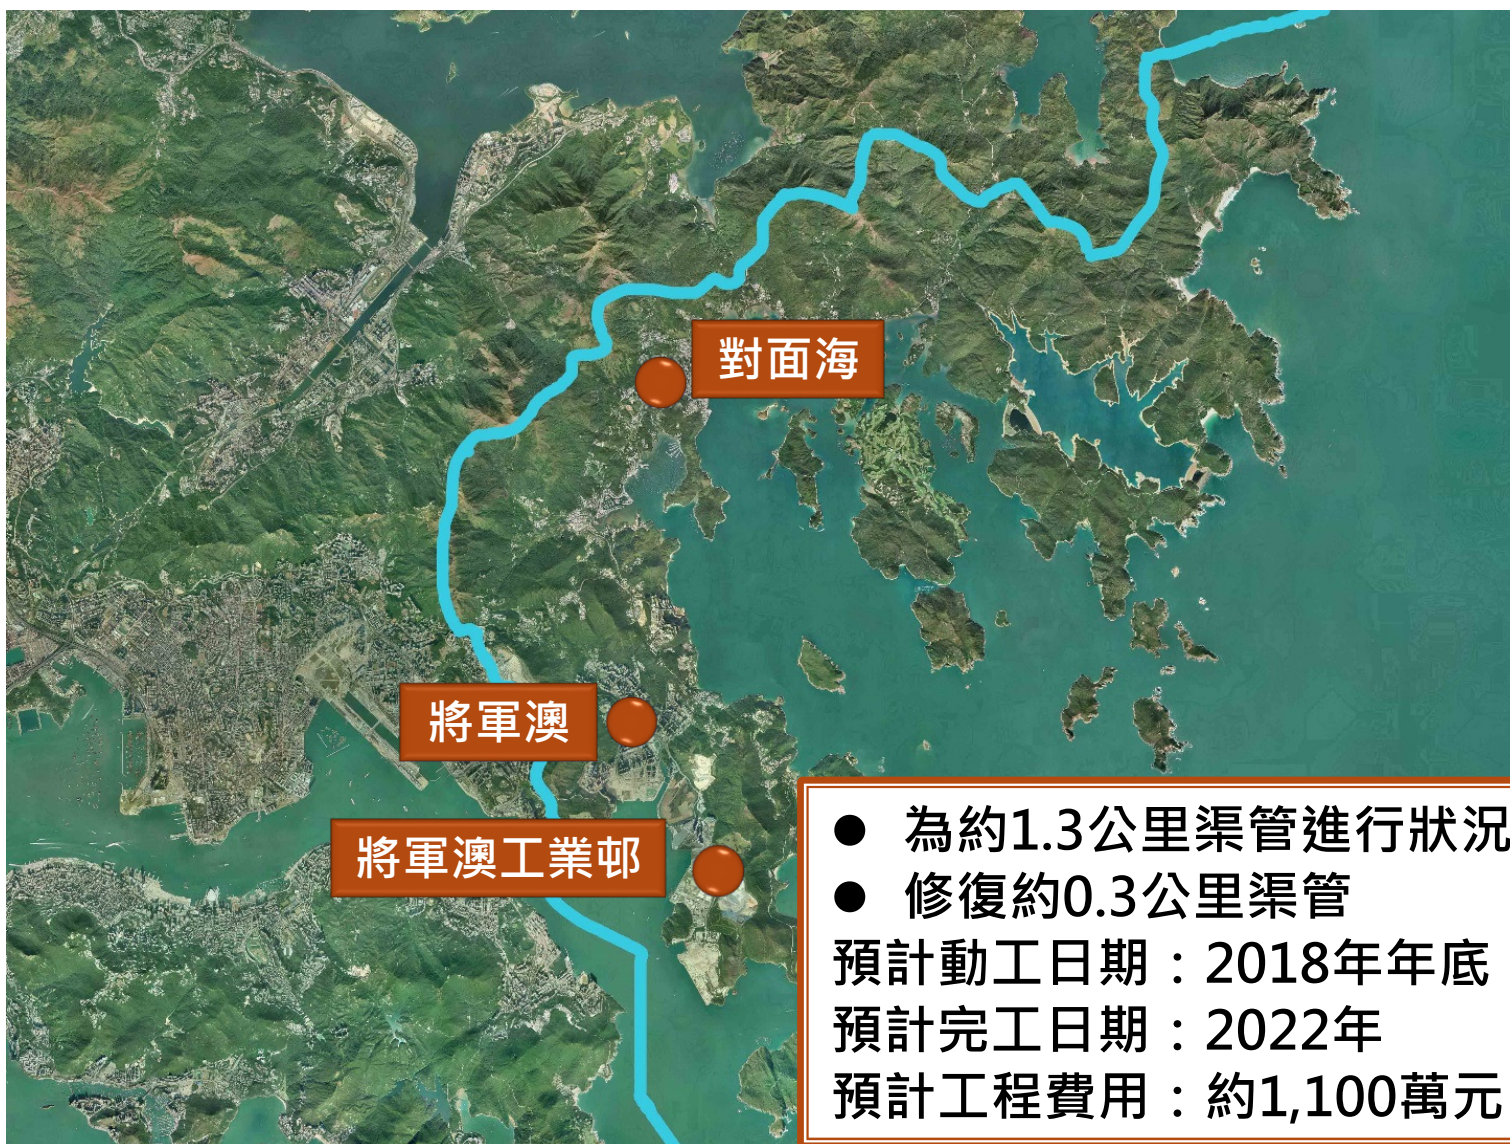 對面海
將軍澳
將軍澳工業邨
● 為約1.3公里渠管進行狀況
● 修復約0.3公里渠管
預計動工日期：2018年年底
預計完工日期：2022年
預計工程費用：約1,100萬元